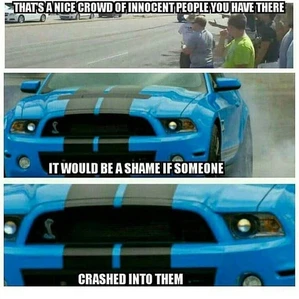 THAT'S A NICE CROWD OF INNOCENT PEOPLE YOU HAVE THERE
IT WOULD BE A SHAME IF SOMEONE
CRASHED INTO THEM